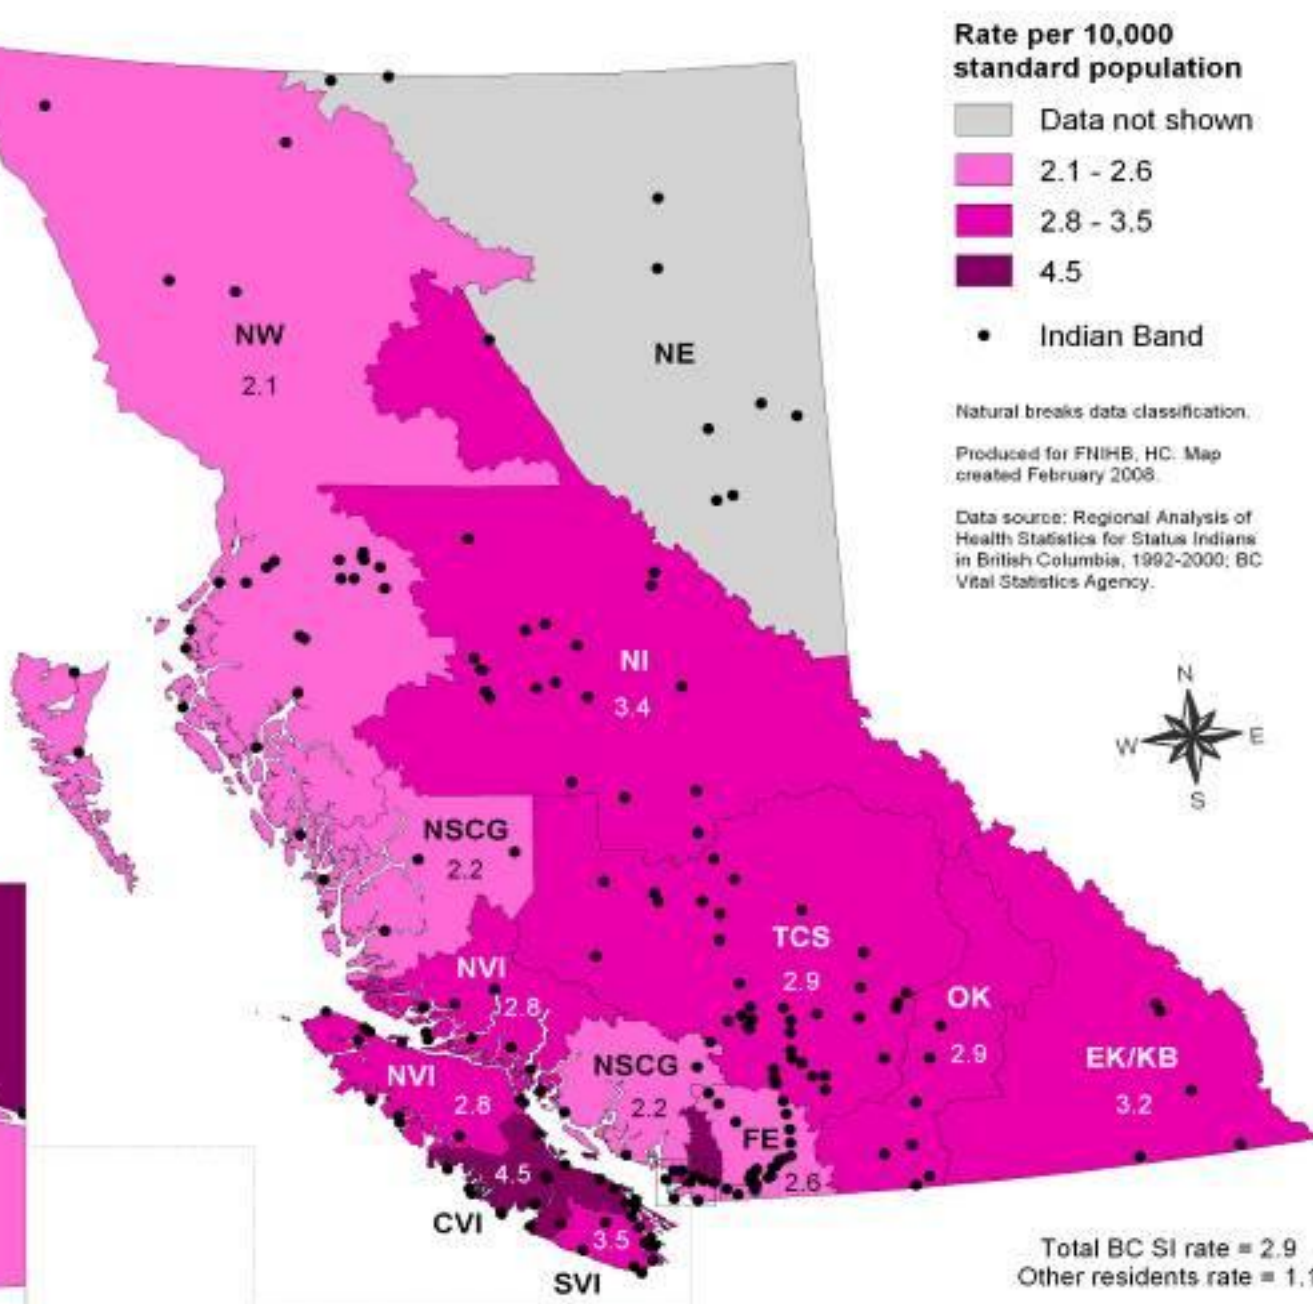 Rate per 10,000
standard population
Data not shown
2.1 - 2.6
2.8 - 3.5
4.5
Indian Band
Natural breaks data classification.
Produced for FNIHB, HC. Map
created February 2008.
Data source: Regional Analysis of
Health Statistics for Status Indians
in British Columbia, 1992-2000; BC
Vital Statistics Agency.
NW
2.1
NE
NI
3.4
N
W
E
S
NSCG
2.2
TCS
2.9
NVI
2.8
OK
2.9
NVI
2.8
NSCG
2.2
EK/KB
3.2
FE
2.6
4.5
CVI
3.5
SVI
Total BC SI rate = 2.9
Other residents rate = 1.1